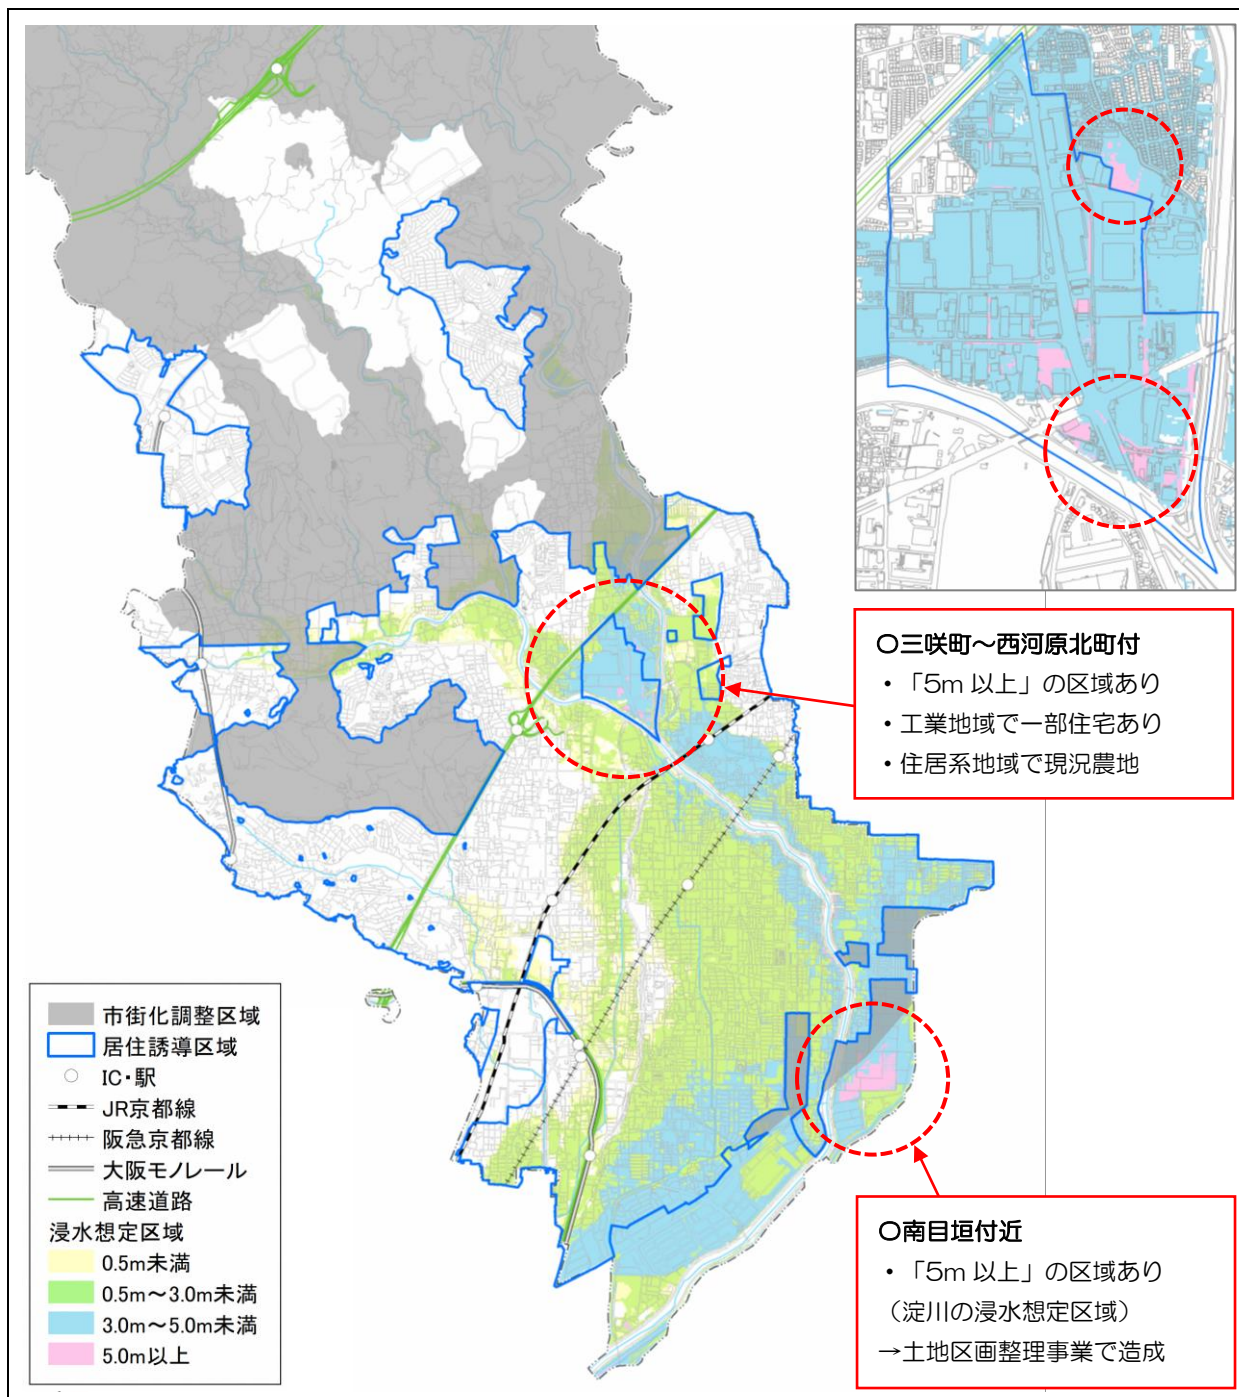 〇三咲町～西河原北町付
・「5m 以上」の区域あり
・工業地域で一部住宅あり
・住居系地域で現況農地
市街化調整区域
居住誘導区域
IC・駅
JR京都線
阪急京都線
大阪モノレール
高速道路
浸水想定区域
0.5m未満
0.5m～3.0m未満
3.0m～5.0m未満
5.0m以上
〇南目垣付近
・「5m 以上」の区域あり
（淀川の浸水想定区域）
→土地区画整理事業で造成